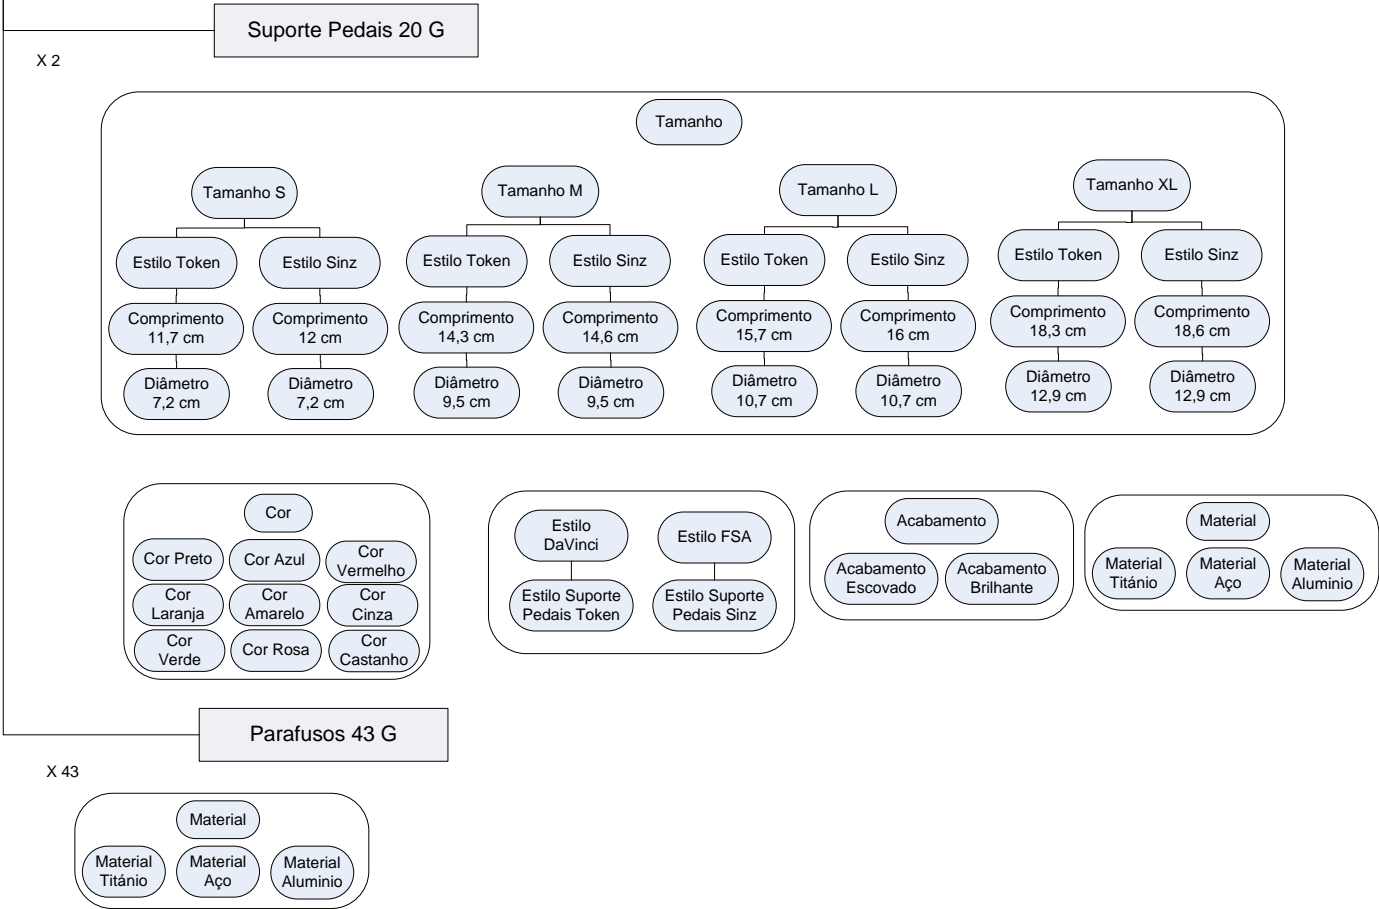 Suporte Pedais 20 G
X 2
Tamanho
Tamanho S
Tamanho M
Tamanho L
Tamanho XL
Estilo Token
Estilo Sinz
Estilo Token
Estilo Sinz
Estilo Token
Estilo Sinz
Estilo Token
Estilo Sinz
Comprimento
11,7 cm
Comprimento
12 cm
Comprimento
14,3 cm
Comprimento
14,6 cm
Comprimento
15,7 cm
Comprimento
16 cm
Comprimento
18,3 cm
Comprimento
18,6 cm
Diâmetro
7,2 cm
Diâmetro
7,2 cm
Diâmetro
9,5 cm
Diâmetro
9,5 cm
Diâmetro
10,7 cm
Diâmetro
10,7 cm
Diâmetro
12,9 cm
Diâmetro
12,9 cm
Cor
Cor Preto
Cor Azul
Cor
Vermelho
Cor
Laranja
Cor
Amarelo
Cor
Cinza
Cor
Verde
Cor Rosa
Cor
Castanho
Estilo
DaVinci
Estilo FSA
Estilo Suporte
Pedais Token
Estilo Suporte
Pedais Sinz
Acabamento
Acabamento
Escovado
Acabamento
Brilhante
Material
Material
Titánio
Material
Aço
Material
Aluminio
Parafusos 43 G
X 43
Material
Material
Titánio
Material
Aço
Material
Aluminio